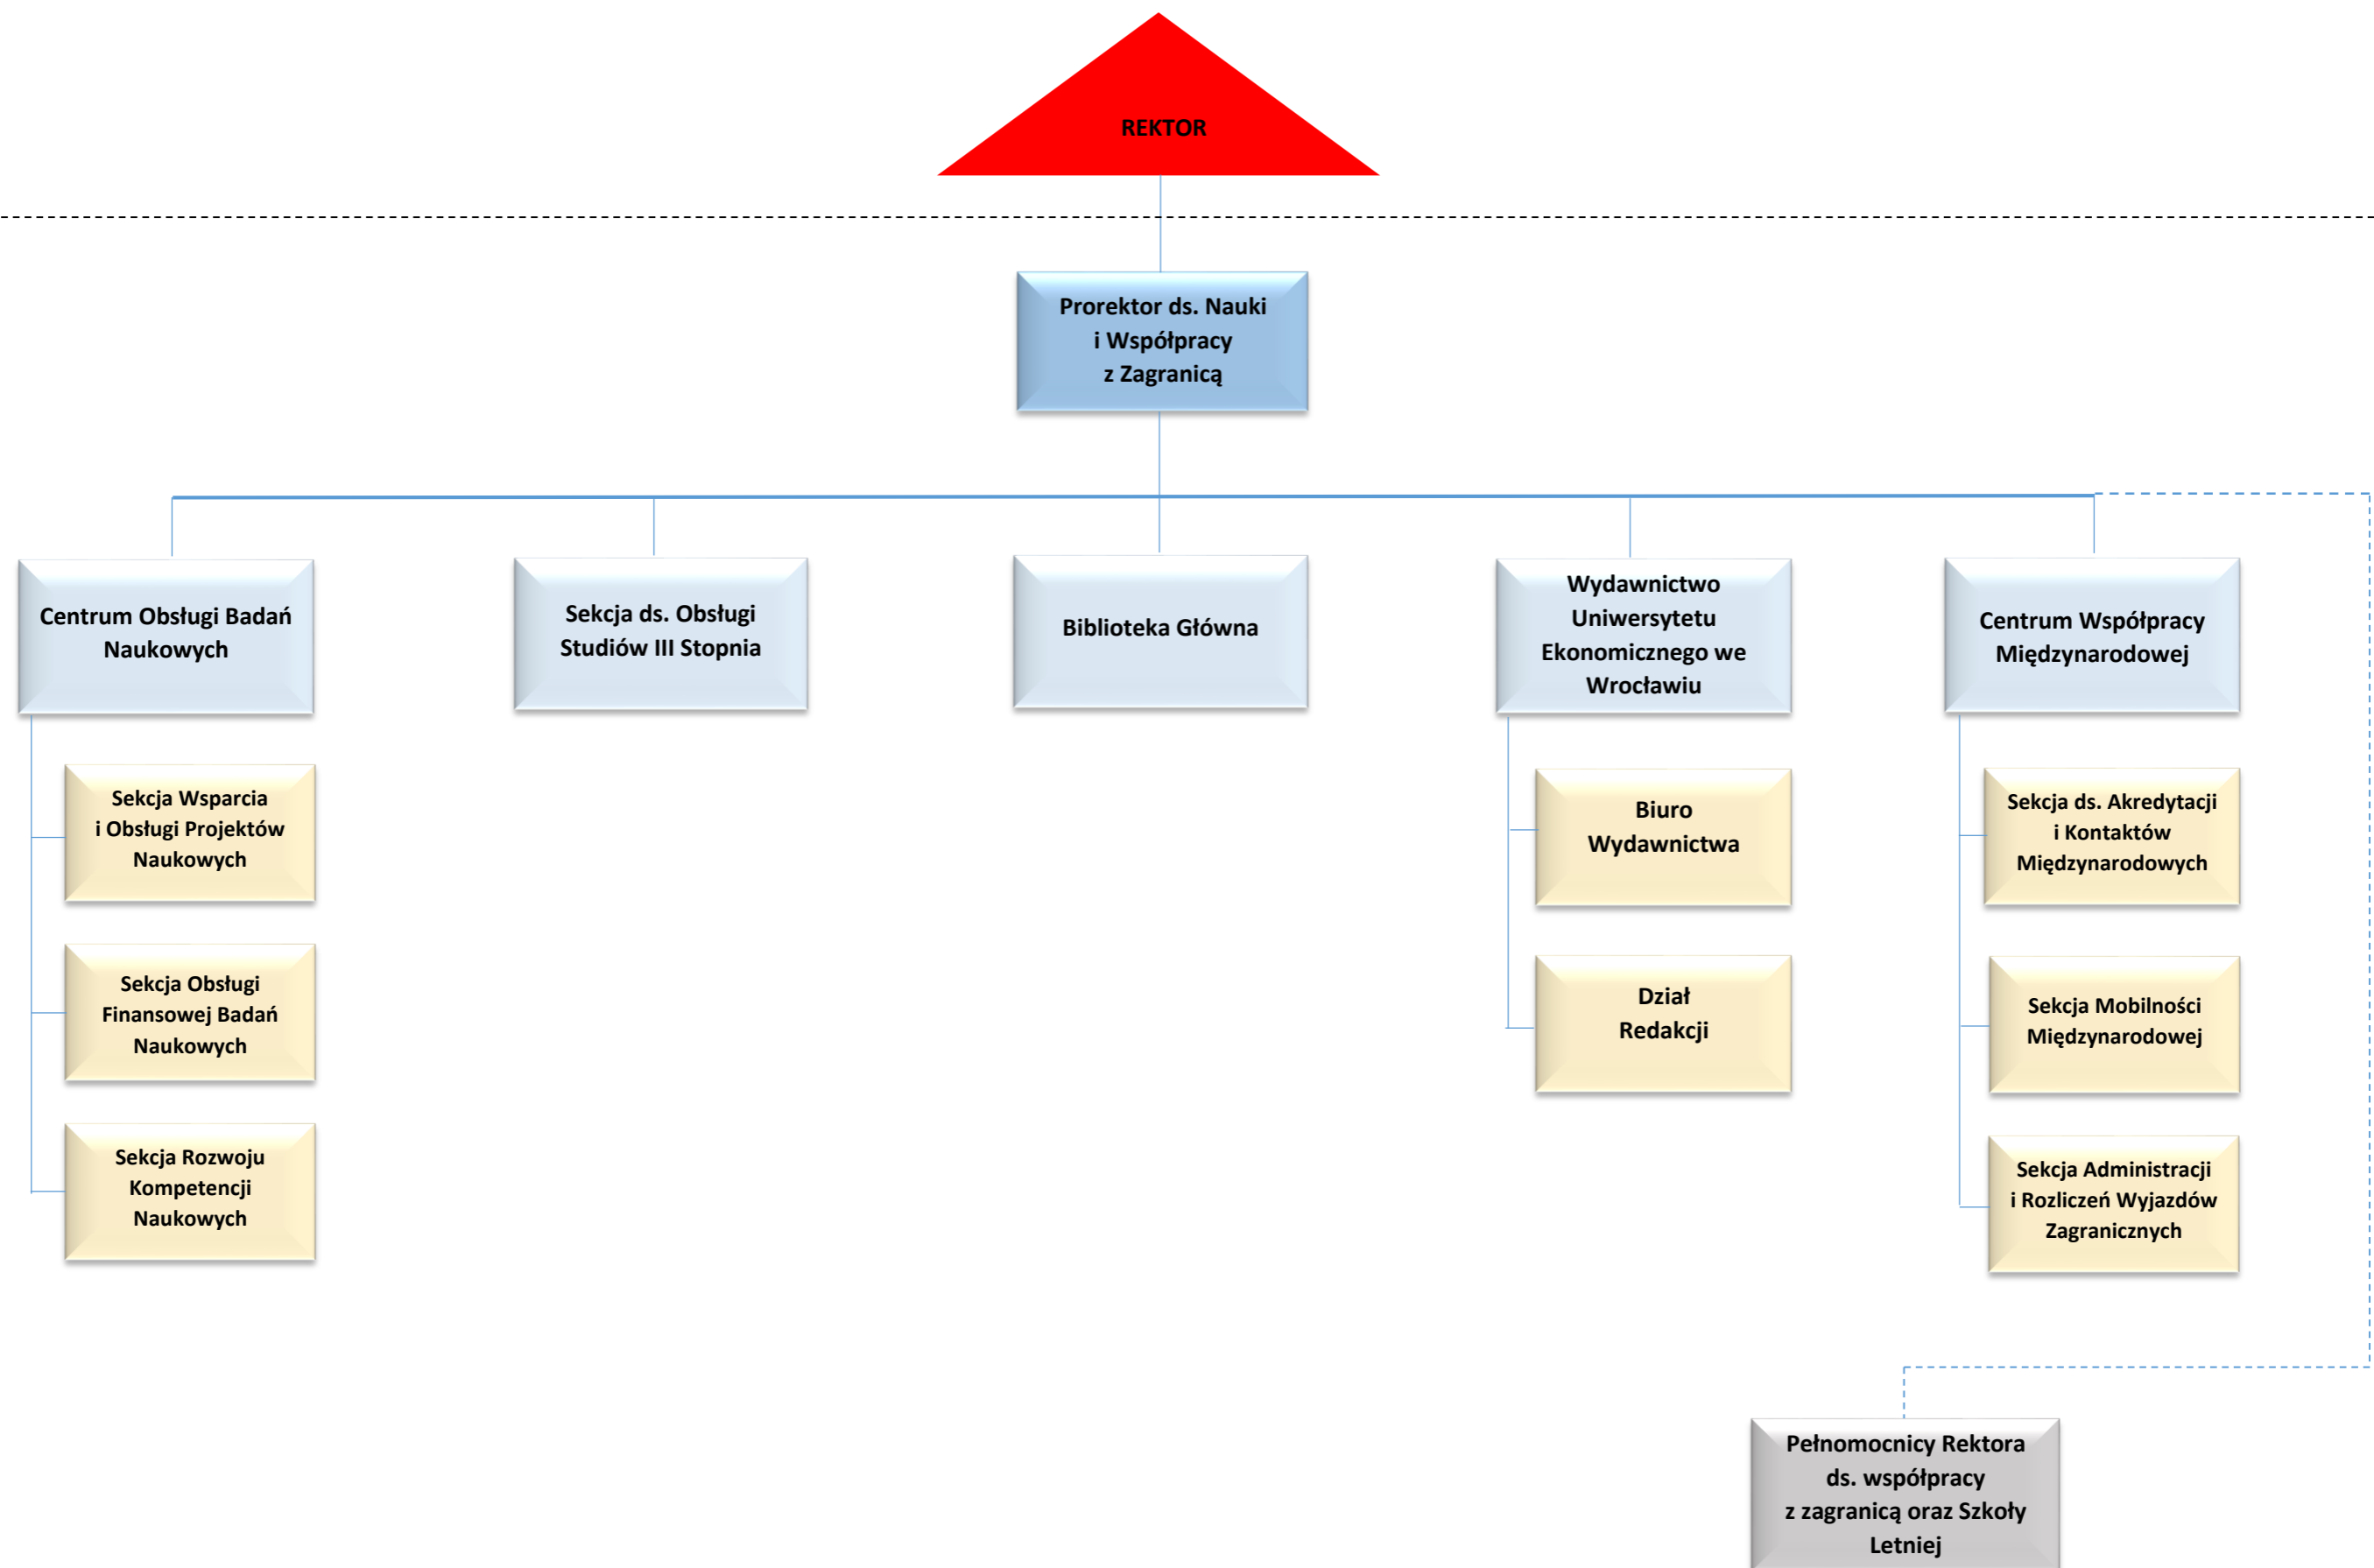 REKTOR
Prorektor ds. Nauki
i Współpracy
z Zagranicą
Centrum Obsługi Badań
Naukowych
Sekcja ds. Obsługi
Studiów III Stopnia
Biblioteka Główna
Wydawnictwo
Uniwersytetu
Ekonomicznego we
Wrocławiu
Centrum Współpracy
Międzynarodowej
Sekcja Wsparcia
i Obsługi Projektów
Naukowych
Sekcja Obsługi
Finansowej Badań
Naukowych
Sekcja Rozwoju
Kompetencji
Naukowych
Biuro
Wydawnictwa
Dział
Redakcji
Sekcja ds. Akredytacji
i Kontaktów
Międzynarodowych
Sekcja Mobilności
Międzynarodowej
Sekcja Administracji
i Rozliczeń Wyjazdów
Zagranicznych
Pełnomocnicy Rektora
ds. współpracy
z zagranicą oraz Szkoły
Letniej